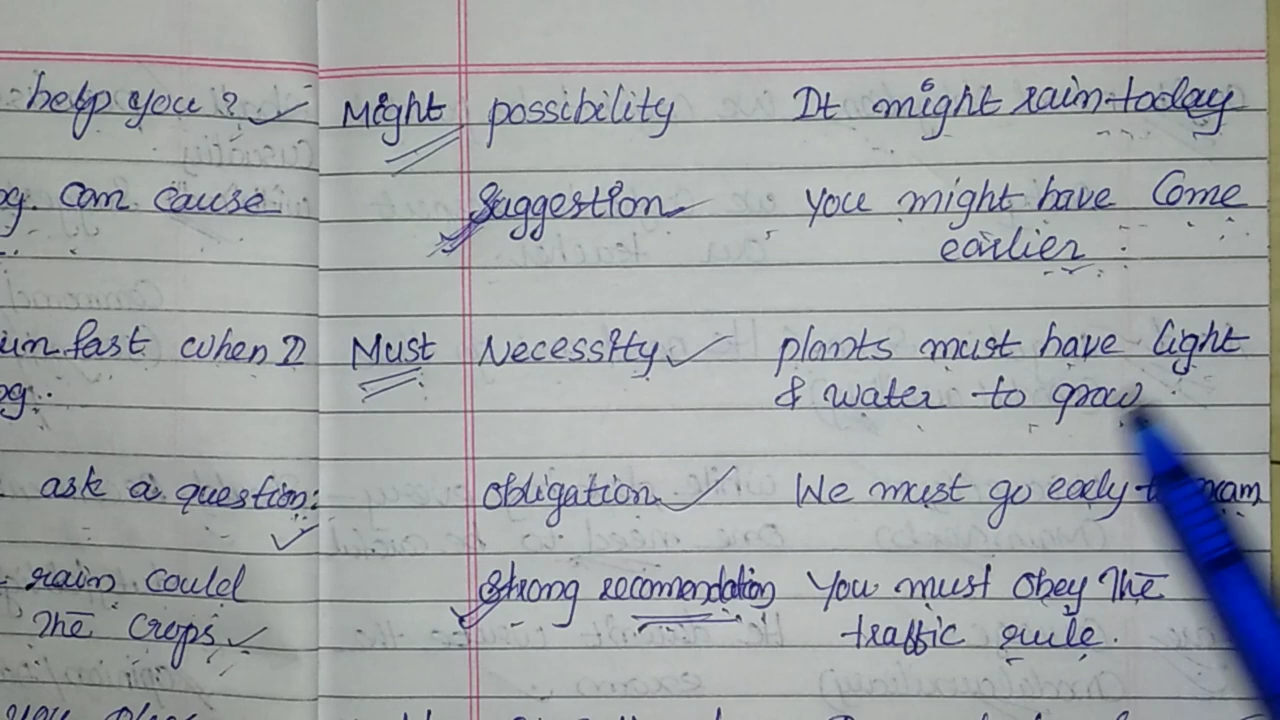 help you? Might possibility It might rain today
can cause Suggestion you might have Come
earlier
fast when I Must Necessity plants must have light
& water to grow
ask a question: obligation We must go early
rain could Strong recomendation You must obey The
The Crops traffic rule.